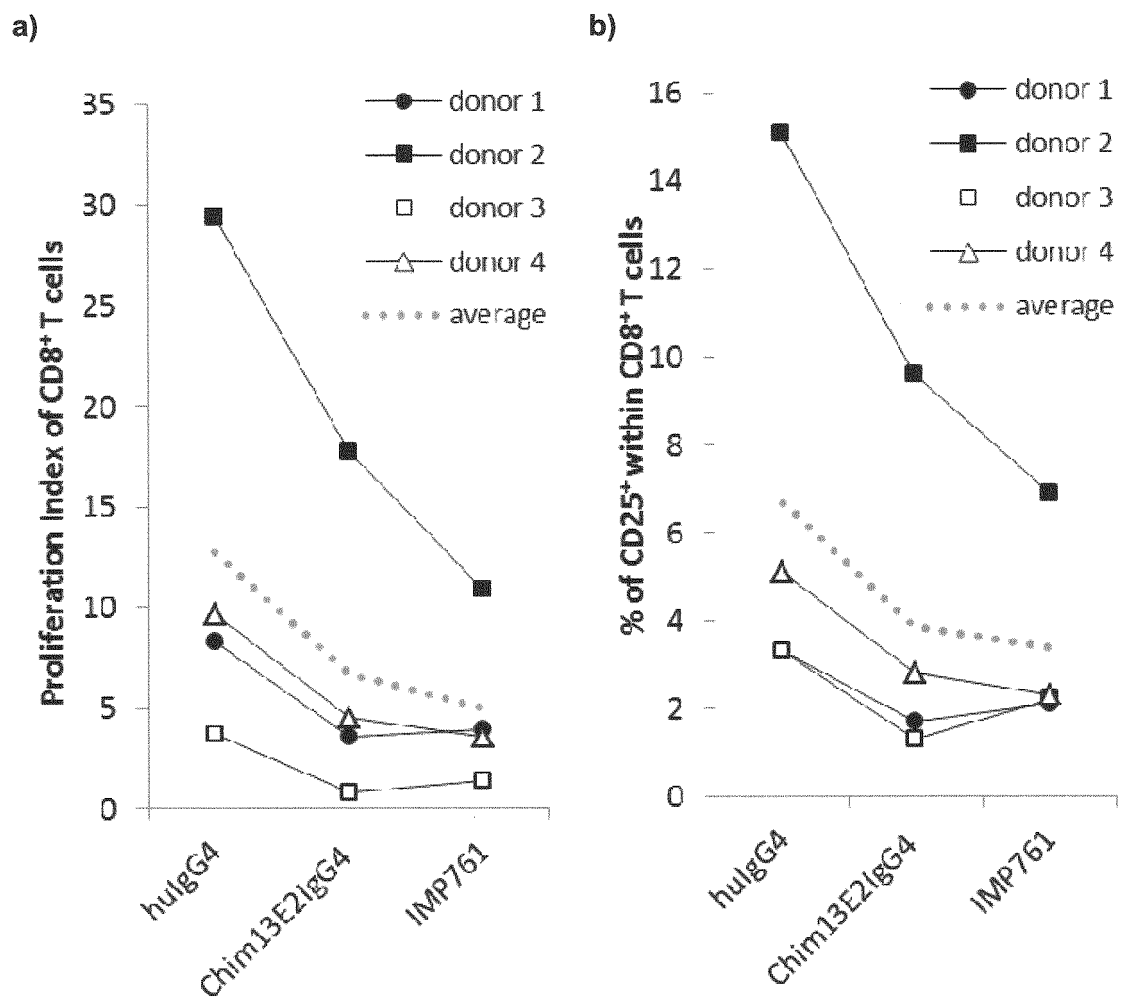 a)
Proliferation Index of CD8+ T cells
35
30
25
20
15
10
5
0
donor 1
donor 2
donor 3
donor 4
average
huIgG4
Chim13E2IgG4
IMP761
b)
% of CD25+ within CD8+ T cells
16
14
12
10
8
6
4
2
0
donor 1
donor 2
donor 3
donor 4
average
huIgG4
Chim13E2IgG4
IMP761